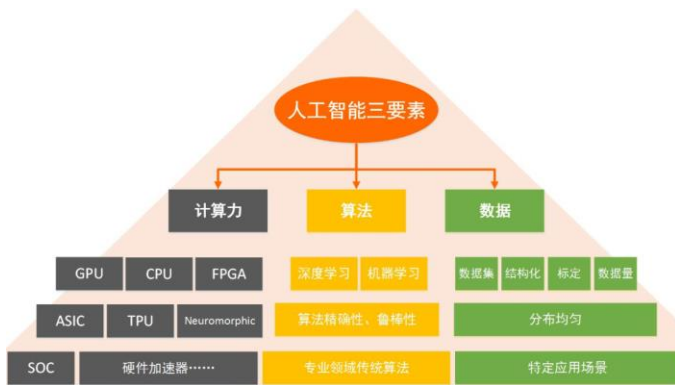 人工智能三要素
计算力 算法 数据
GPU CPU FPGA 深度学习 机器学习 数据集 结构化 标定 数据量
ASIC TPU Neuromorphic 算法精确性、鲁棒性 分布均匀
SOC 硬件加速器…… 专业领域传统算法 特定应用场景